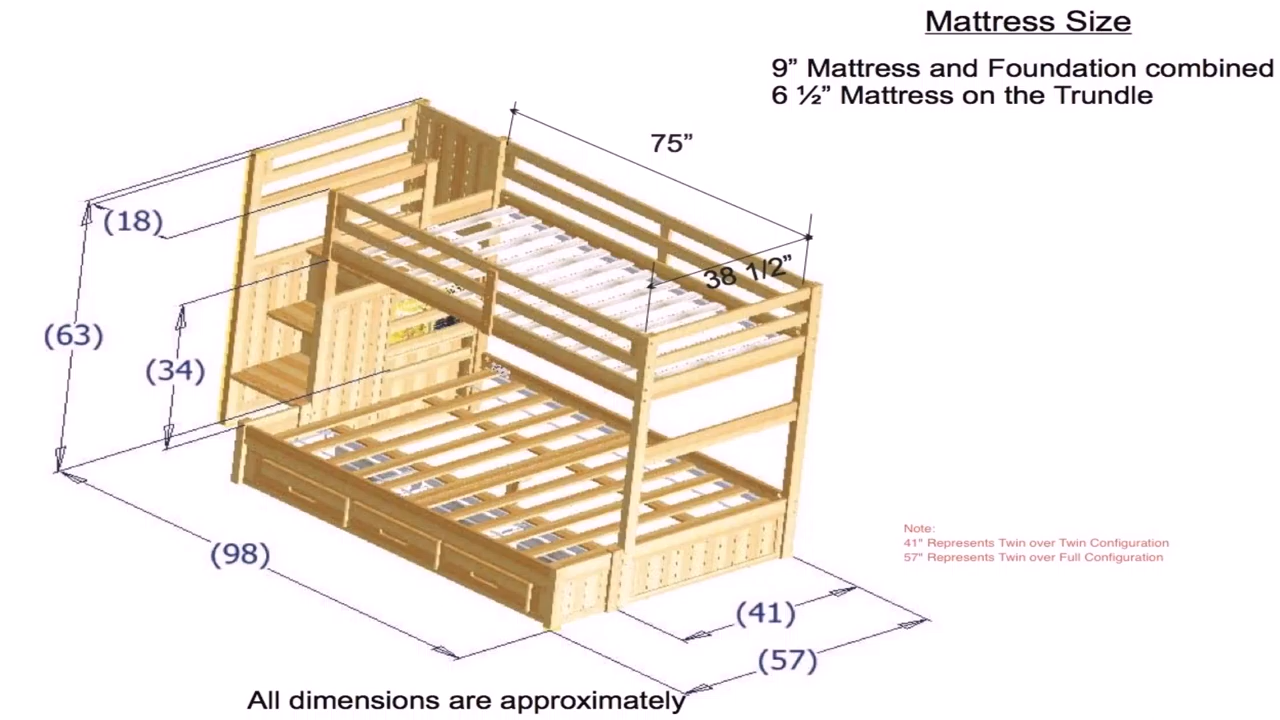 Mattress Size
9” Mattress and Foundation combined
6 ½” Mattress on the Trundle
75”
(18)
38 1/2”
(63)
(34)
Note:
41" Represents Twin over Twin Configuration
57" Represents Twin over Full Configuration
(98)
(41)
(57)
All dimensions are approximately